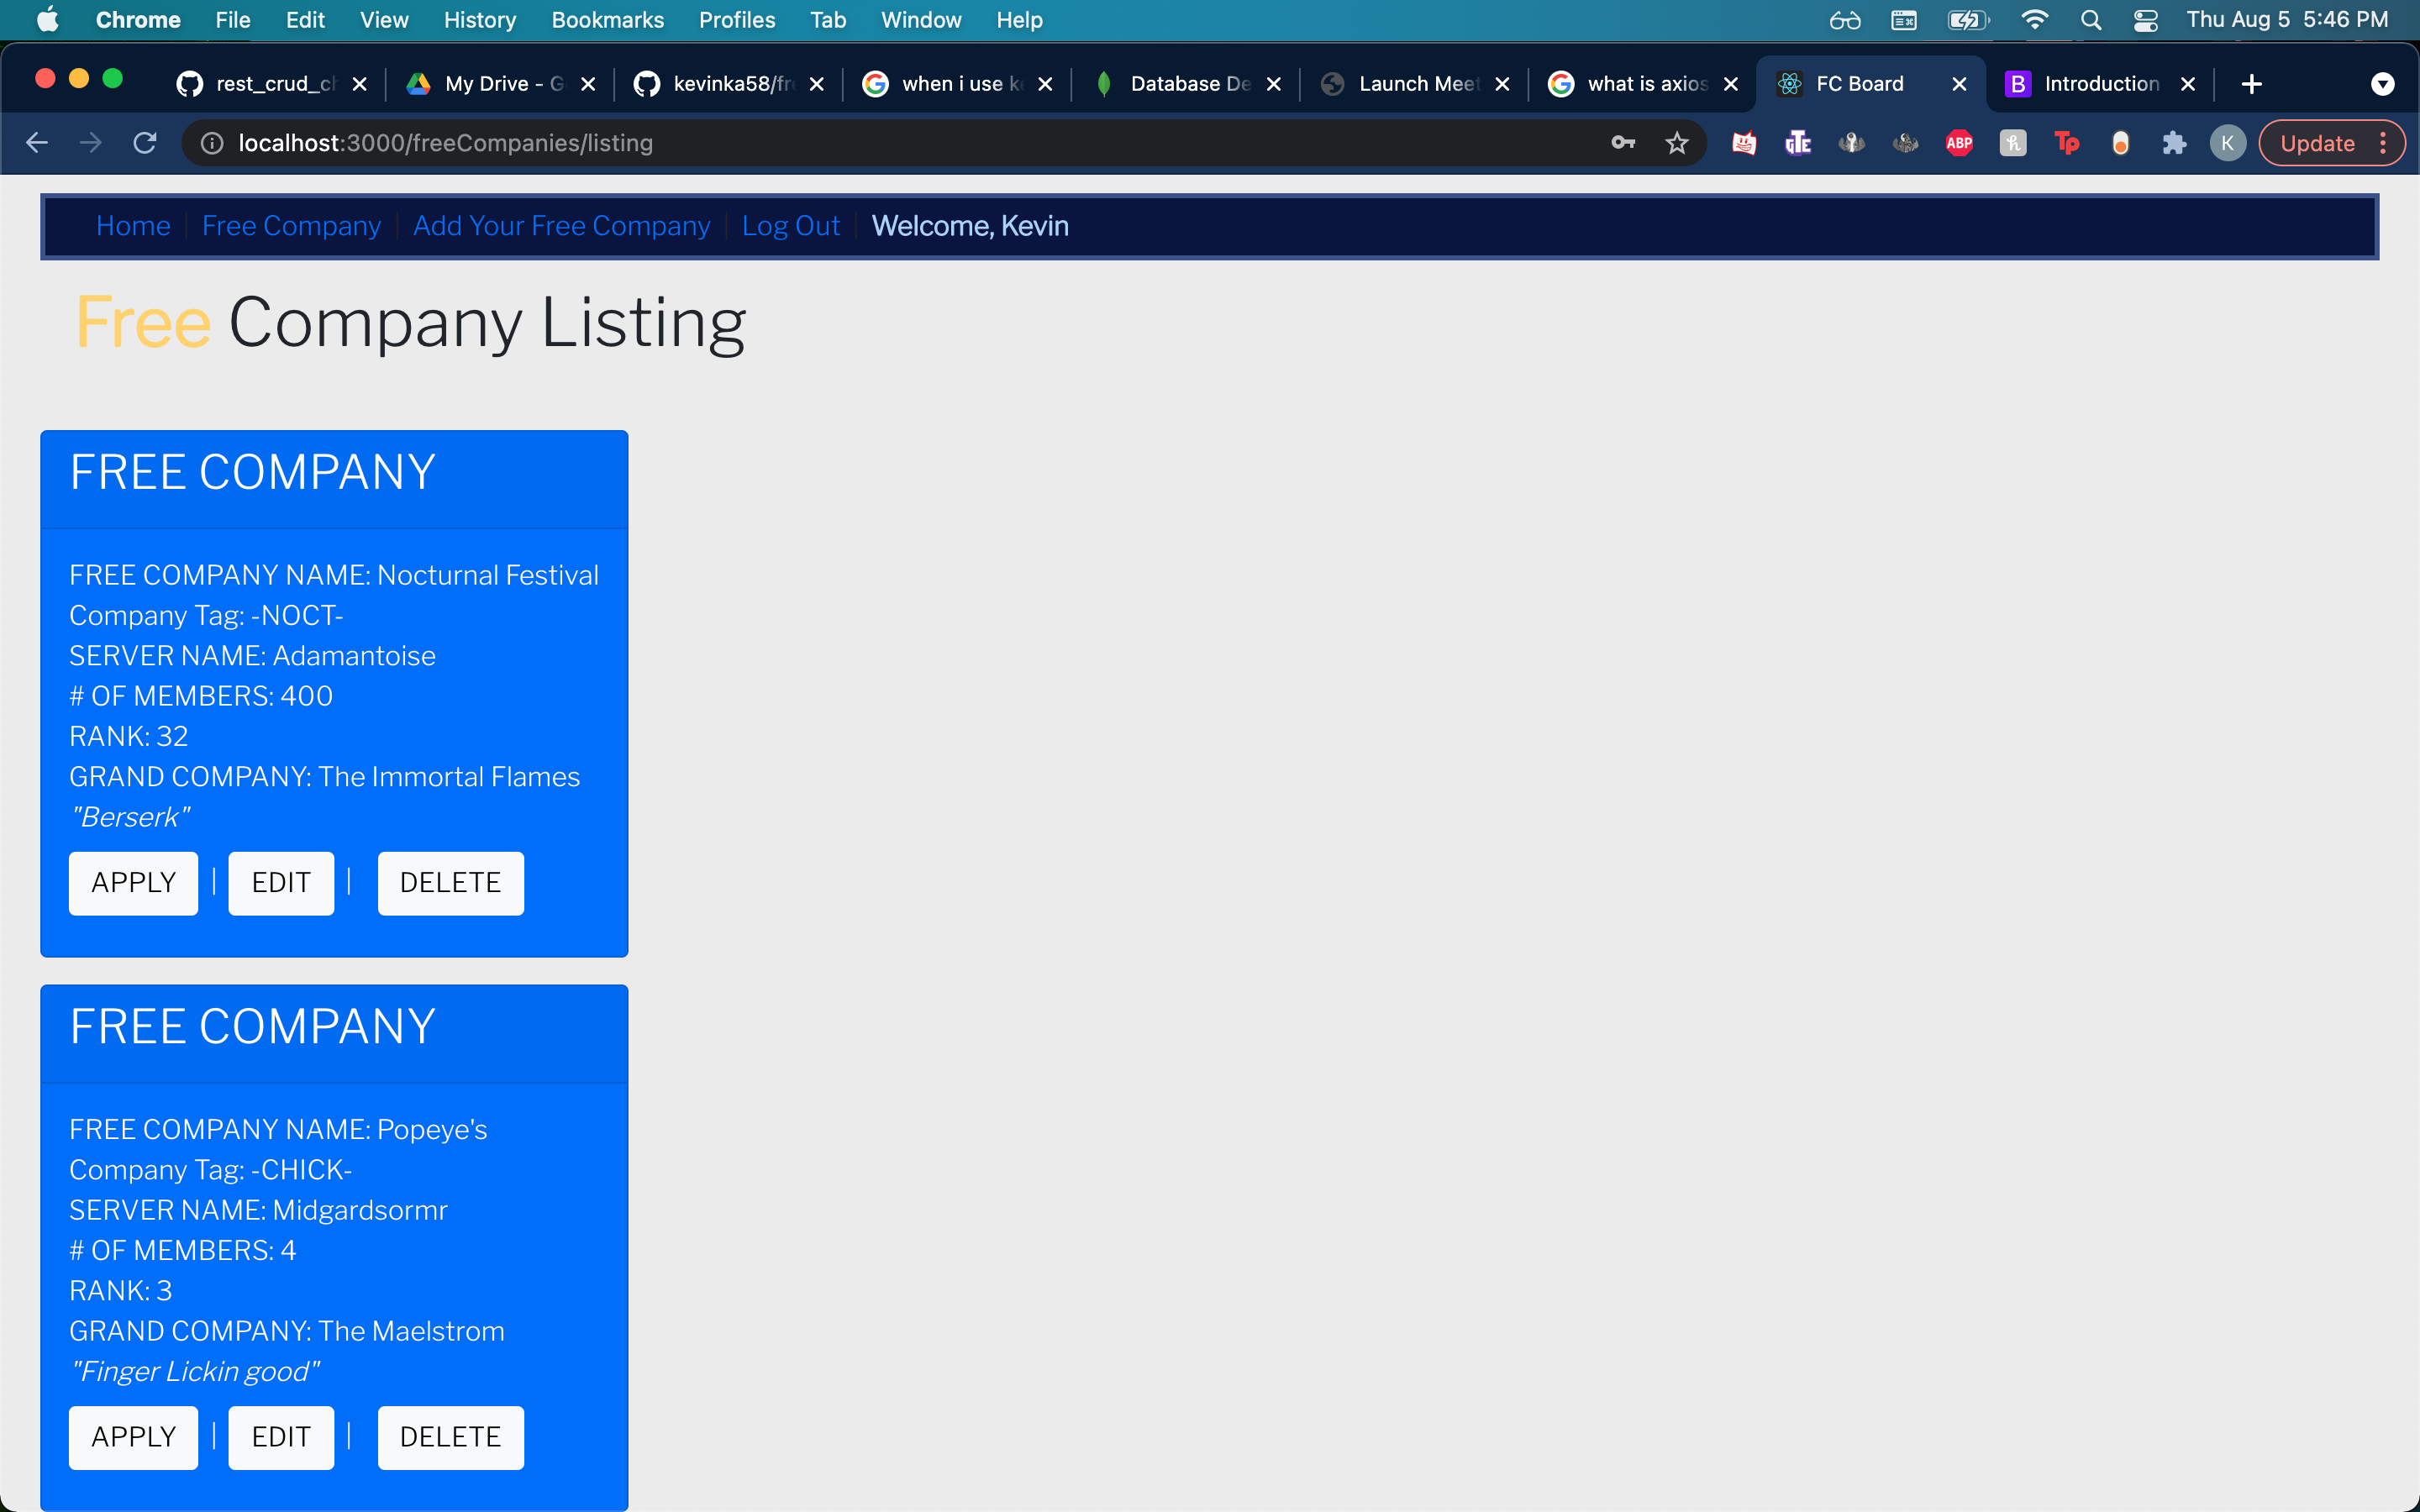 Chrome File Edit View History Bookmarks Profiles Tab Window Help Thu Aug 5 5:46 PM
rest_crud_ch My Drive - G kevinka58/fre when i use ke Database De Launch Meet what is axios FC Board B Introduction
localhost:3000/freeCompanies/listing ABP h Tp K Update
Home Free Company Add Your Free Company Log Out Welcome, Kevin
Free Company Listing
FREE COMPANY
FREE COMPANY NAME: Nocturnal Festival
Company Tag: -NOCT-
SERVER NAME: Adamantoise
# OF MEMBERS: 400
RANK: 32
GRAND COMPANY: The Immortal Flames
"Berserk"
APPLY | EDIT | DELETE
FREE COMPANY
FREE COMPANY NAME: Popeye's
Company Tag: -CHICK-
SERVER NAME: Midgardsormr
# OF MEMBERS: 4
RANK: 3
GRAND COMPANY: The Maelstrom
"Finger Lickin good"
APPLY | EDIT | DELETE